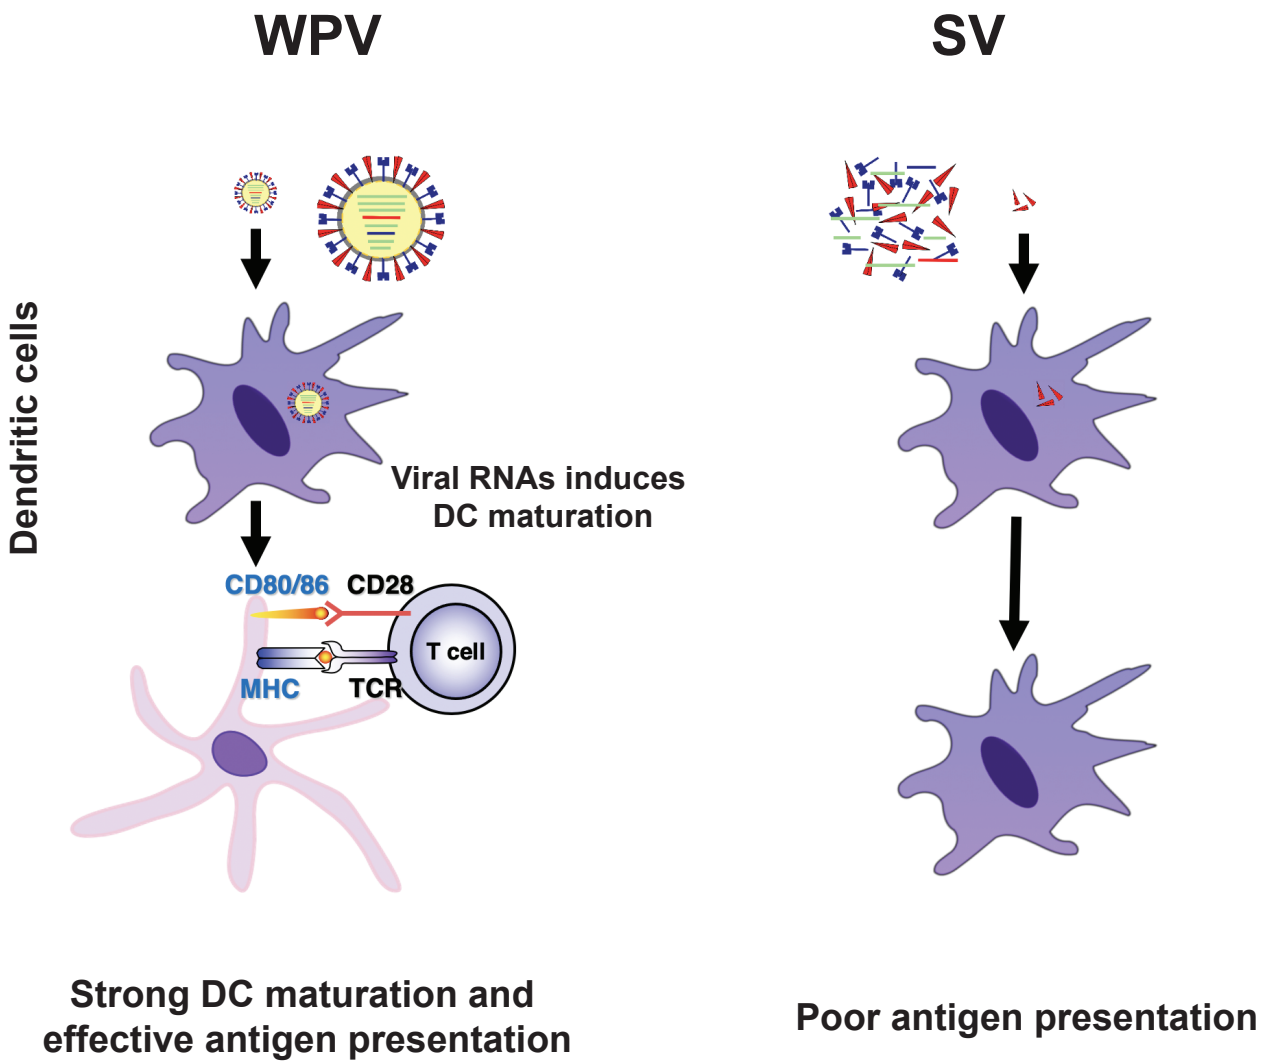 WPV
SV
Dendritic cells
Viral RNAs induces
DC maturation
CD80/86 CD28
T cell
MHC TCR
Strong DC maturation and
effective antigen presentation
Poor antigen presentation